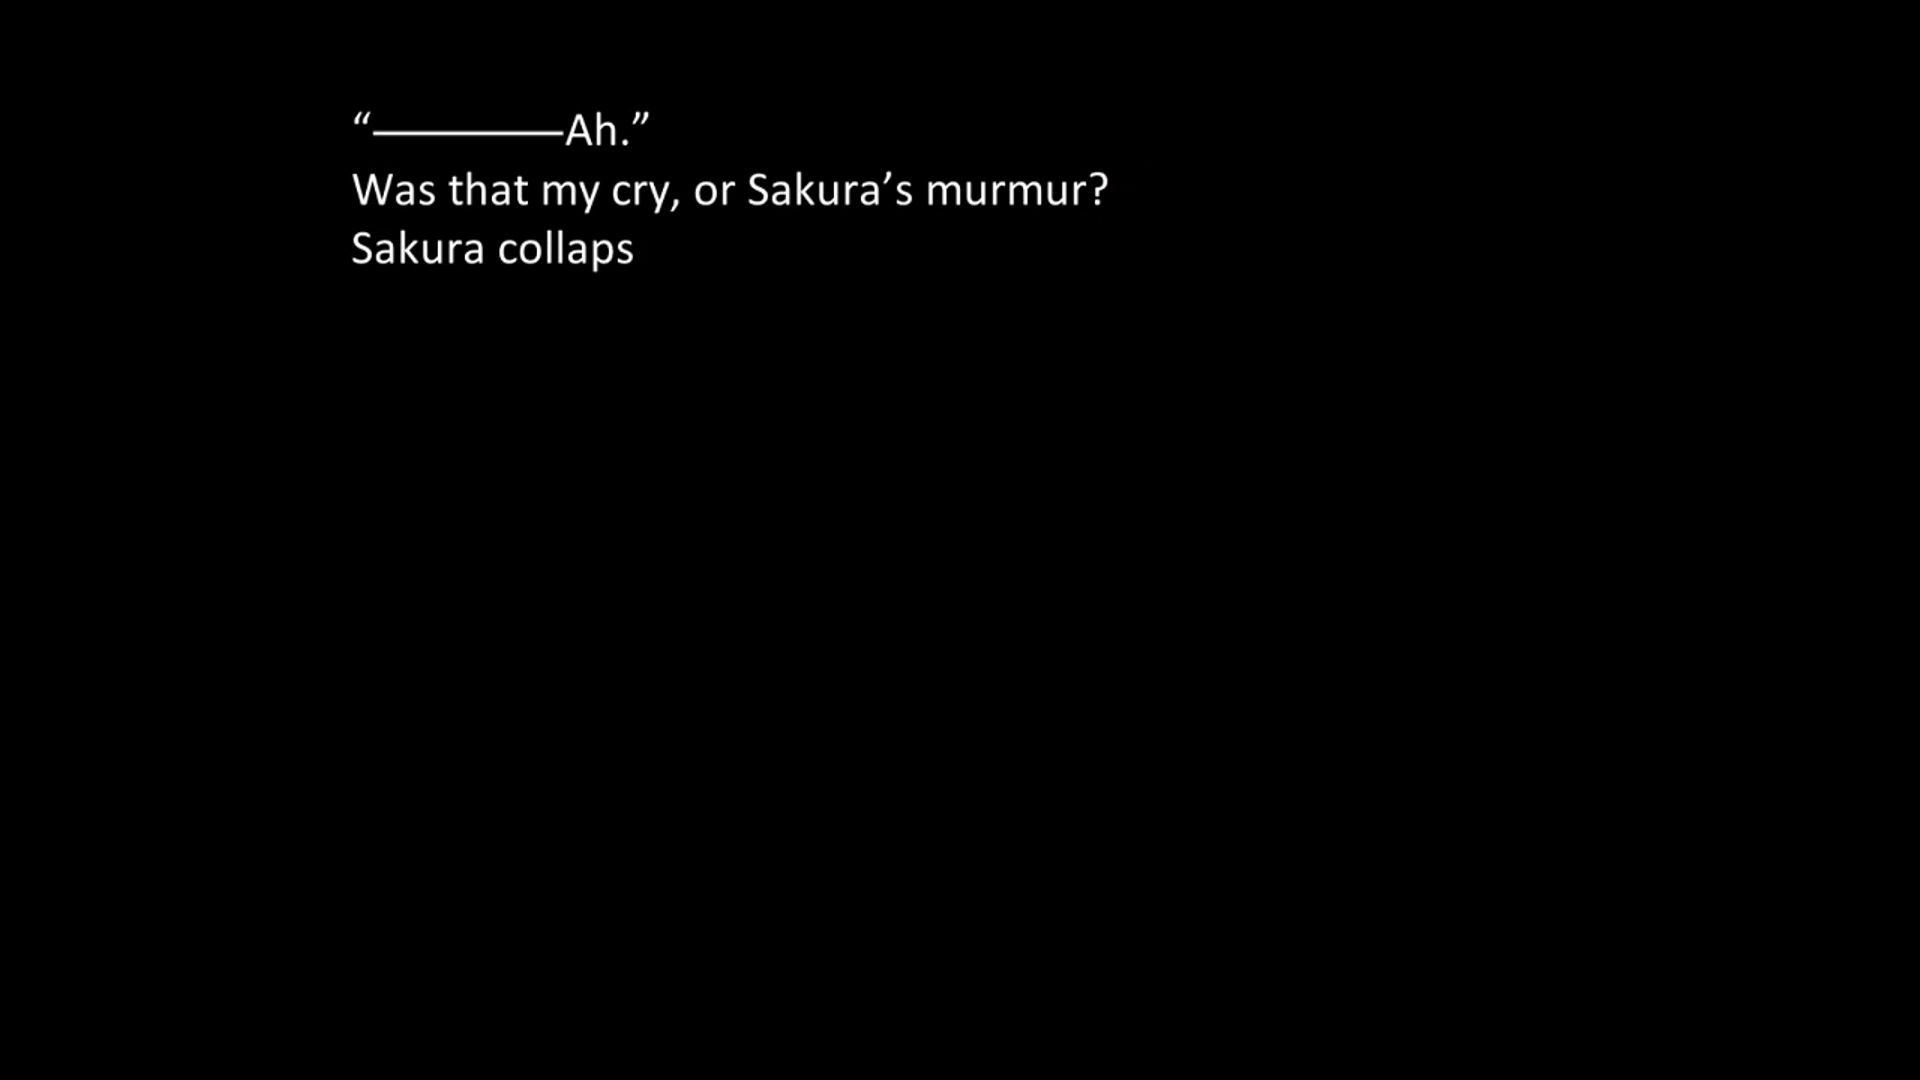 “————Ah.”
Was that my cry, or Sakura’s murmur?
Sakura collaps